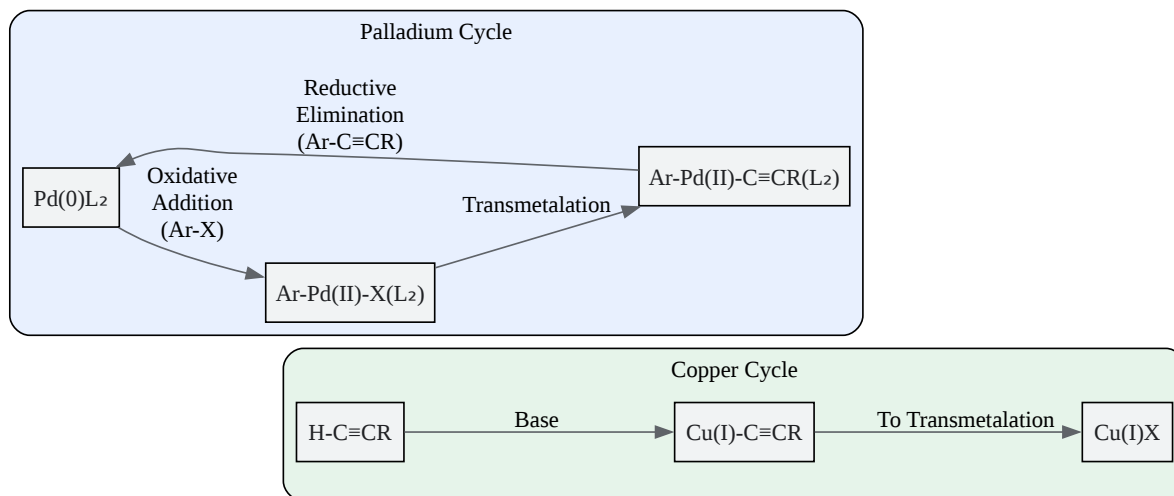 Palladium Cycle
Reductive
Elimination
(Ar-C≡CR)
Pd(0)L₂
Oxidative
Addition
(Ar-X)
Transmetalation
Ar-Pd(II)-C≡CR(L₂)
Ar-Pd(II)-X(L₂)
Copper Cycle
H-C≡CR
Base
Cu(I)-C≡CR
To Transmetalation
Cu(I)X